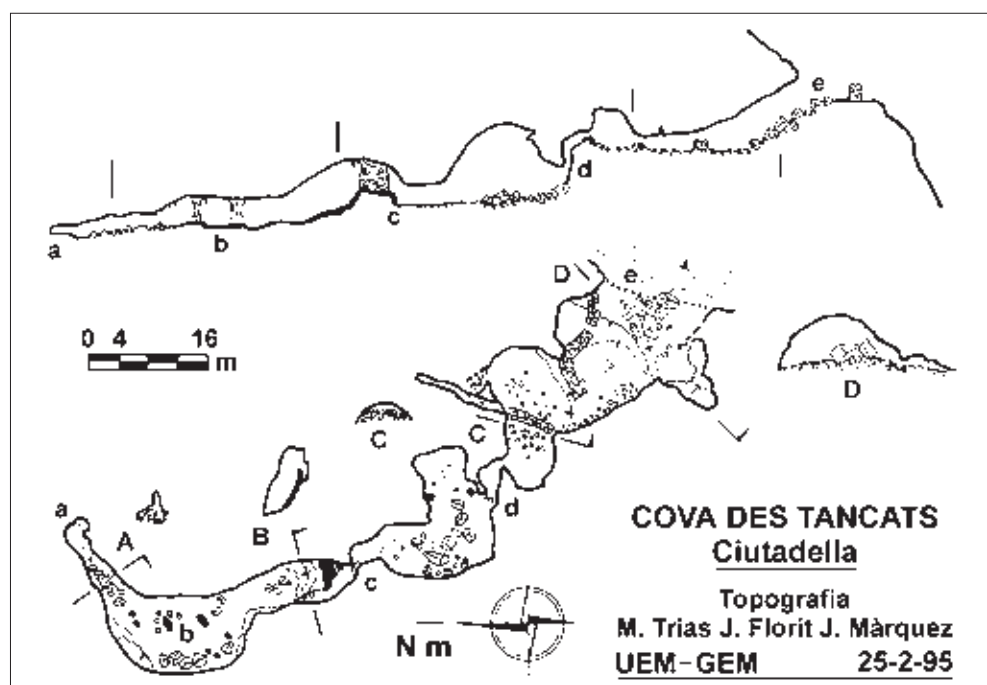 e
d
c
b
a
D
e
0 4 16
m
D
C
C
d
a
A
B
c
b
N m
COVA DES TANCATS
Ciutadella
Topografia
M. Trias J. Florit J. Màrquez
UEM-GEM 25-2-95